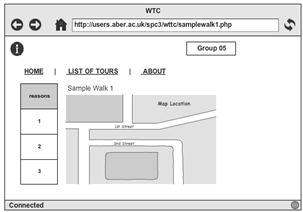 WTC
http://users.aber.ac.uk/spc3/wttc/samplewalk1.php
i
Group 05
HOME | LIST OF TOURS | ABOUT
reasons
Sample Walk 1
Map Location
1
1st Street
2
2nd Street
3
Connected